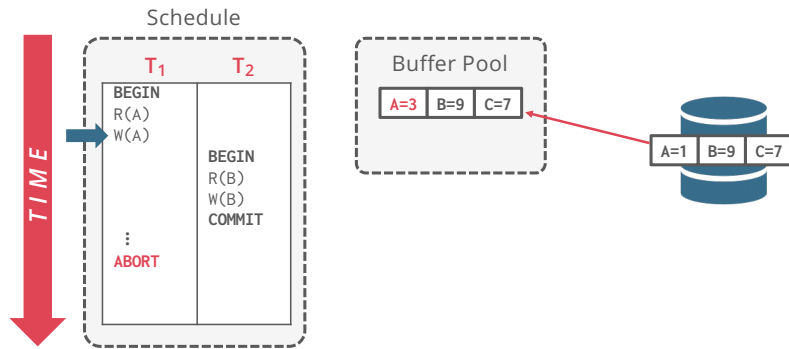 Schedule
TIME
T1 T2
BEGIN
R(A)
W(A)
BEGIN
R(B)
W(B)
COMMIT
⋮
ABORT
Buffer Pool
A=3 B=9 C=7
A=1 B=9 C=7